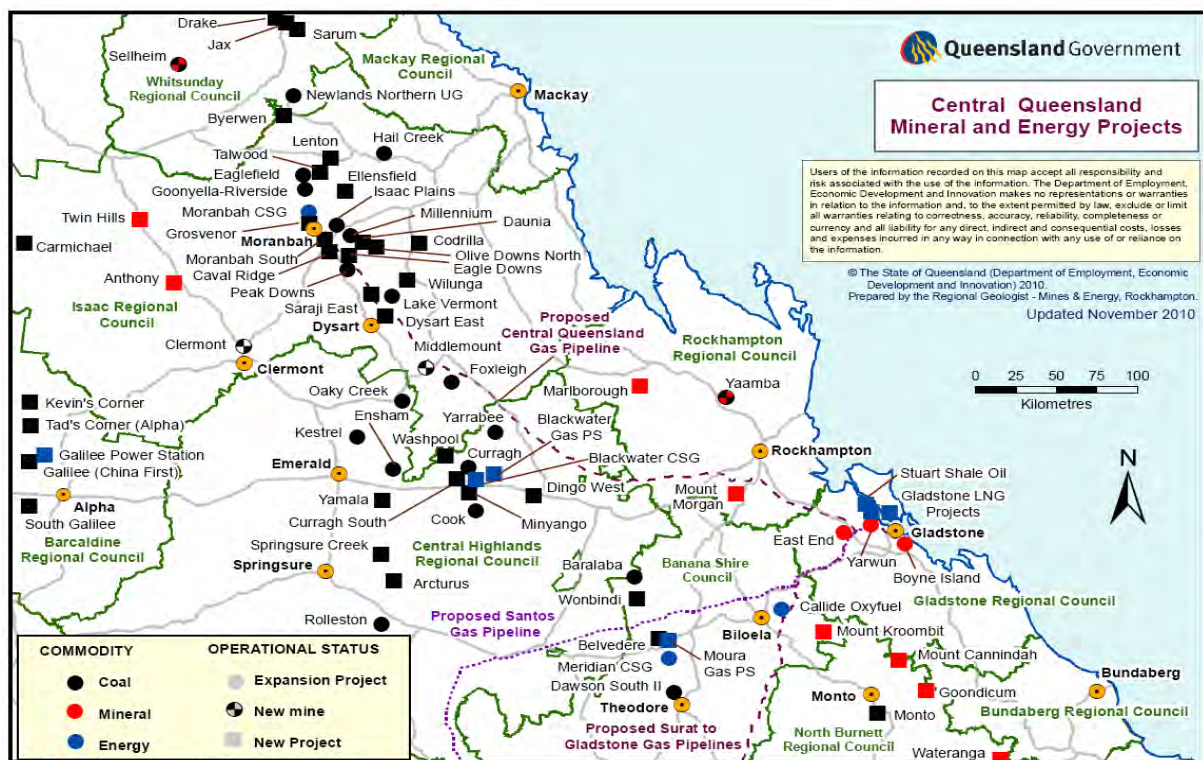 Drake
Jax
Sarum
Sellheim
Whitsunday
Regional Council
Mackay Regional
Council
Newlands Northern UG
Mackay
Byerwen
Lenton
Hail Creek
Talwood
Eaglefield
Ellensfield
Goonyella-Riverside
Isaac Plains
Moranbah CSG
Millennium
Twin Hills
Grosvenor
Daunia
Moranbah
Codrilla
Carmichael
Moranbah South
Olive Downs North
Caval Ridge
Eagle Downs
Anthony
Peak Downs
Wilunga
Isaac Regional
Council
Saraji East
Lake Vermont
Dysart
Dysart East
Proposed
Central Queensland
Gas Pipeline
Clermont
Middlemount
Rockhampton
Regional Council
Clermont
Foxleigh
Marlborough
Yaamba
Oaky Creek
Kevin's Corner
Ensham
Yarrabee
Blackwater
Gas PS
Tad's Corner (Alpha)
Kestrel
Washpool
Curragh
Galilee Power Station
Blackwater CSG
Rockhampton
Galilee (China First)
Emerald
Stuart Shale Oil
Dingo West
Mount
Morgan
Gladstone LNG
Projects
Alpha
Yamala
Curragh South
Minyango
South Galilee
Cook
Gladstone
Barcaldine
Regional Council
East End
Yarwun
Springsure Creek
Central Highlands
Regional Council
Baralaba
Banana Shire
Council
Boyne Island
Springsure
Arcturus
Wonbindi
Gladstone Regional Council
Rolleston
Proposed Santos
Gas Pipeline
Callide Oxyfuel
Biloela
Mount Kroombit
Belvedere
Moura
Gas PS
Mount Cannindah
Meridian CSG
Bundaberg
Dawson South II
Monto
Goondicum
Theodore
Monto
Bundaberg Regional Council
Proposed Surat to
Gladstone Gas Pipelines
North Burnett
Regional Council
Wateranga
Queensland Government
Central Queensland
Mineral and Energy Projects
Users of the information recorded on this map accept all responsibility and
risk associated with the use of the information. The Department of Employment,
Economic Development and Innovation makes no representations or warranties
in relation to the information and, to the extent permitted by law, exclude or limit
all warranties relating to correctness, accuracy, reliability, completeness or
currency and all liability for any direct, indirect and consequential costs, losses
and expenses incurred in any way in connection with any use of or reliance on
the information.
© The State of Queensland (Department of Employment, Economic
Development and Innovation) 2010.
Prepared by the Regional Geologist - Mines & Energy, Rockhampton.
Updated November 2010
0 25 50 75 100
Kilometres
N
COMMODITY
Coal
Mineral
Energy
OPERATIONAL STATUS
Expansion Project
New mine
New Project